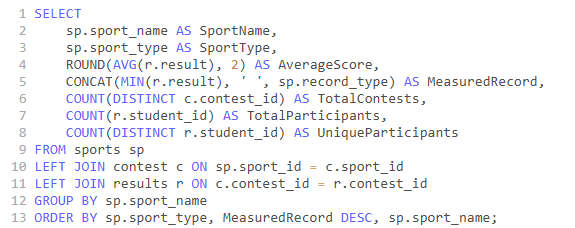 1 SELECT
2 sp.sport_name AS SportName,
3 sp.sport_type AS SportType,
4 ROUND(AVG(r.result), 2) AS AverageScore,
5 CONCAT(MIN(r.result), ' ', sp.record_type) AS MeasuredRecord,
6 COUNT(DISTINCT c.contest_id) AS TotalContests,
7 COUNT(r.student_id) AS TotalParticipants,
8 COUNT(DISTINCT r.student_id) AS UniqueParticipants
9 FROM sports sp
10 LEFT JOIN contest c ON sp.sport_id = c.sport_id
11 LEFT JOIN results r ON c.contest_id = r.contest_id
12 GROUP BY sp.sport_name
13 ORDER BY sp.sport_type, MeasuredRecord DESC, sp.sport_name;